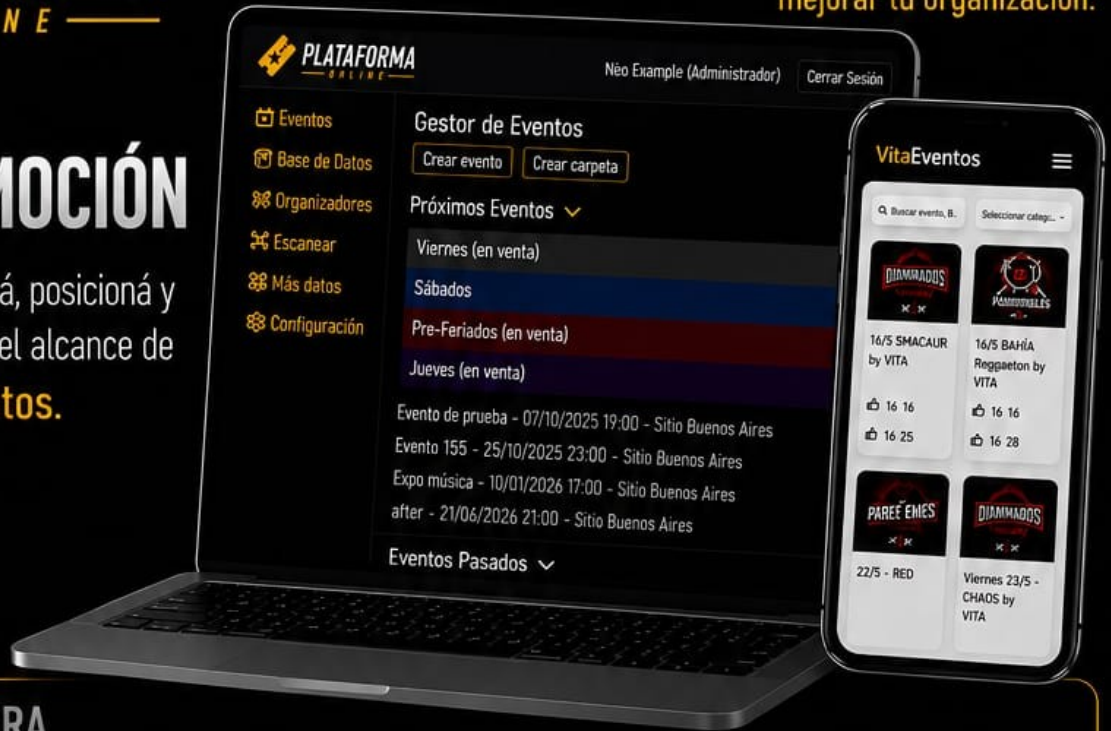 N E
mejorar tu organización.
MOCIÓN
á, posicioná y
el alcance de
tos.
PLATAFORMA
ONLINE
Neo Example (Administrador)
Cerrar Sesión
Eventos
Base de Datos
Organizadores
Escanear
Más datos
Configuración
Gestor de Eventos
Crear evento
Crear carpeta
Próximos Eventos
Viernes (en venta)
Sábados
Pre-Feriados (en venta)
Jueves (en venta)
Evento de prueba - 07/10/2025 19:00 - Sitio Buenos Aires
Evento 155 - 25/10/2025 23:00 - Sitio Buenos Aires
Expo música - 10/01/2026 17:00 - Sitio Buenos Aires
after - 21/06/2026 21:00 - Sitio Buenos Aires
Eventos Pasados
VitaEventos
Buscar evento, B..
Seleccionar categ:.. 
DIAMMADOS
16/5 SMACAUR
by VITA
16 16
16 25
16/5 BAHÍA
Reggaeton by
VITA
16 16
16 28
PAREÉ EMES
22/5 - RED
DIAMMADOS
Viernes 23/5 -
CHAOS by
VITA
RA